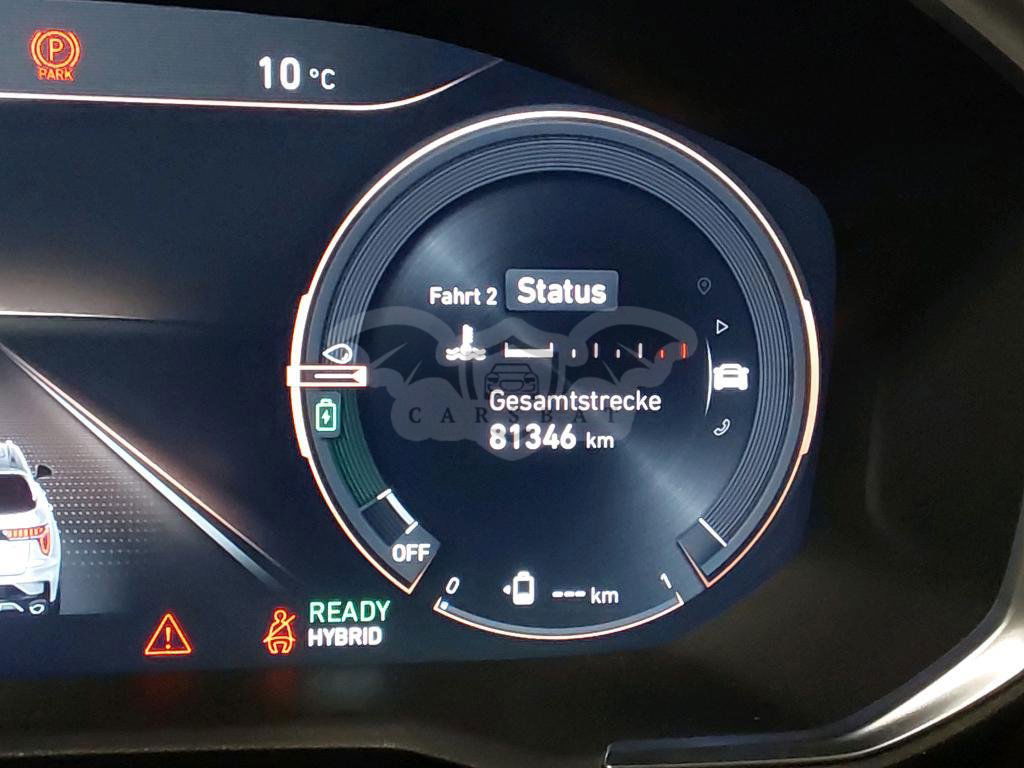 P
PARK
10 °C
Fahrt 2 Status
Gesamtstrecke
81346 km
CARSBAT
OFF
0 --- km 1
READY
HYBRID